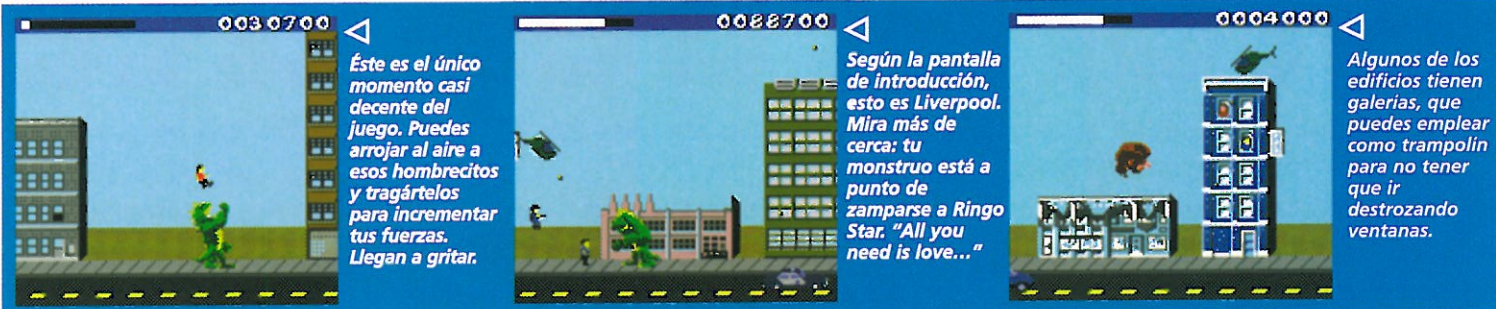 0030700
Éste es el único
momento casi
decente del
juego. Puedes
arrojar al aire a
esos hombrecitos
y tragártelos
para incrementar
tus fuerzas.
Llegan a gritar.
0088700
Según la pantalla
de introducción,
esto es Liverpool.
Mira más de
cerca: tu
monstruo está a
punto de
zamparse a Ringo
Star. "All you
need is love..."
0004000
Algunos de los
edificios tienen
galerias, que
puedes emplear
como trampolín
para no tener
que ir
destrozando
ventanas.